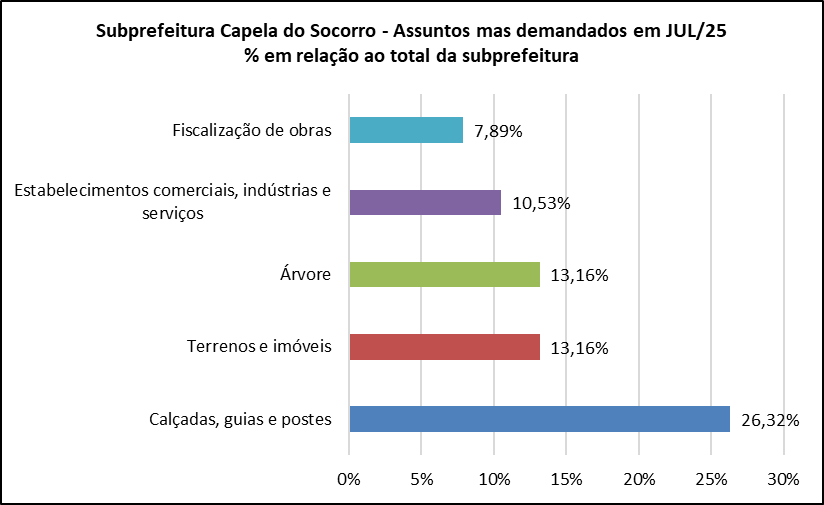 Subprefeitura Capela do Socorro - Assuntos mas demandados em JUL/25
% em relação ao total da subprefeitura
Fiscalização de obras
7,89%
Estabelecimentos comerciais, indústrias e
serviços
10,53%
Árvore
13,16%
Terrenos e imóveis
13,16%
Calçadas, guias e postes
26,32%
0% 5% 10% 15% 20% 25% 30%